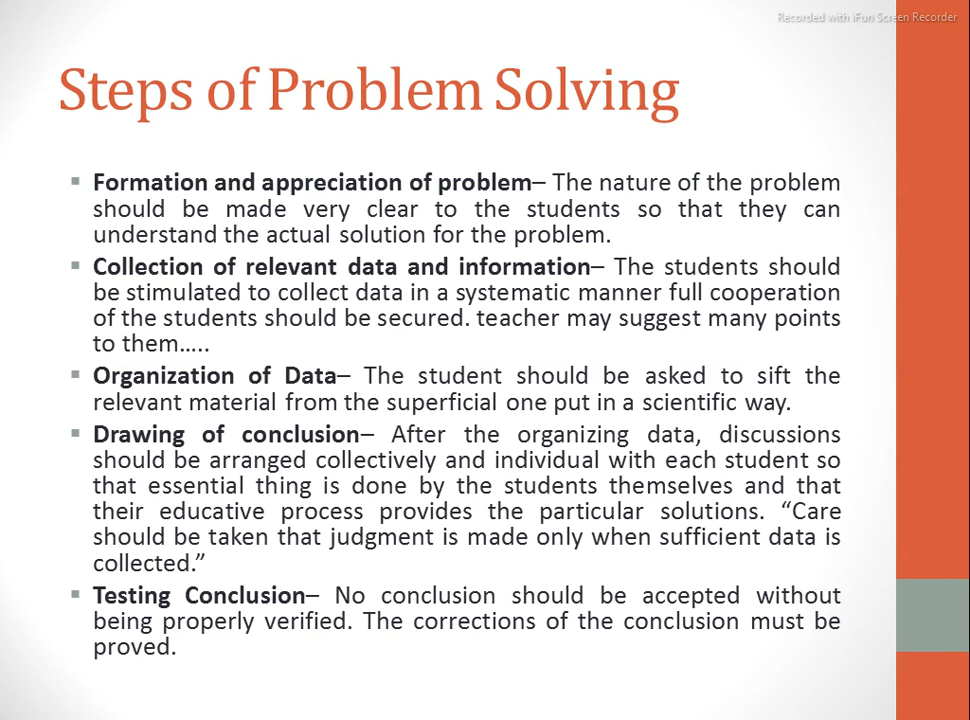 Recorded with iFun Screen Recorder
Steps of Problem Solving
▪ Formation and appreciation of problem– The nature of the problem
should be made very clear to the students so that they can
understand the actual solution for the problem.
▪ Collection of relevant data and information– The students should
be stimulated to collect data in a systematic manner full cooperation
of the students should be secured. teacher may suggest many points
to them…..
▪ Organization of Data– The student should be asked to sift the
relevant material from the superficial one put in a scientific way.
▪ Drawing of conclusion– After the organizing data, discussions
should be arranged collectively and individual with each student so
that essential thing is done by the students themselves and that
their educative process provides the particular solutions. “Care
should be taken that judgment is made only when sufficient data is
collected.”
▪ Testing Conclusion– No conclusion should be accepted without
being properly verified. The corrections of the conclusion must be
proved.